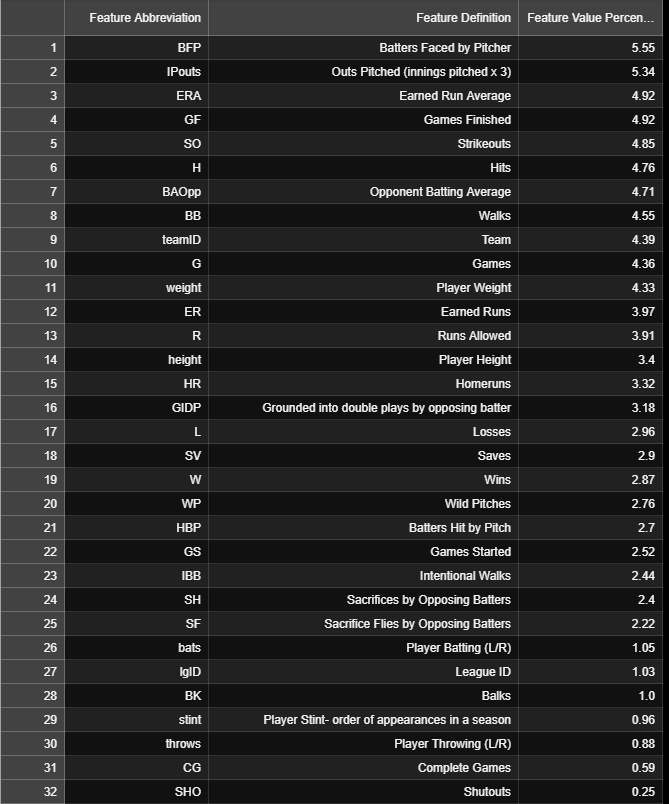 Feature Abbreviation Feature Definition Feature Value Percen...
1 BFP Batters Faced by Pitcher 5.55
2 IPouts Outs Pitched (innings pitched x 3) 5.34
3 ERA Earned Run Average 4.92
4 GF Games Finished 4.92
5 SO Strikeouts 4.85
6 H Hits 4.76
7 BAOpp Opponent Batting Average 4.71
8 BB Walks 4.55
9 teamID Team 4.39
10 G Games 4.36
11 weight Player Weight 4.33
12 ER Earned Runs 3.97
13 R Runs Allowed 3.91
14 height Player Height 3.4
15 HR Homeruns 3.32
16 GIDP Grounded into double plays by opposing batter 3.18
17 L Losses 2.96
18 SV Saves 2.9
19 W Wins 2.87
20 WP Wild Pitches 2.76
21 HBP Batters Hit by Pitch 2.7
22 GS Games Started 2.52
23 IBB Intentional Walks 2.44
24 SH Sacrifices by Opposing Batters 2.4
25 SF Sacrifice Flies by Opposing Batters 2.22
26 bats Player Batting (L/R) 1.05
27 lgID League ID 1.03
28 BK Balks 1.0
29 stint Player Stint- order of appearances in a season 0.96
30 throws Player Throwing (L/R) 0.88
31 CG Complete Games 0.59
32 SHO Shutouts 0.25